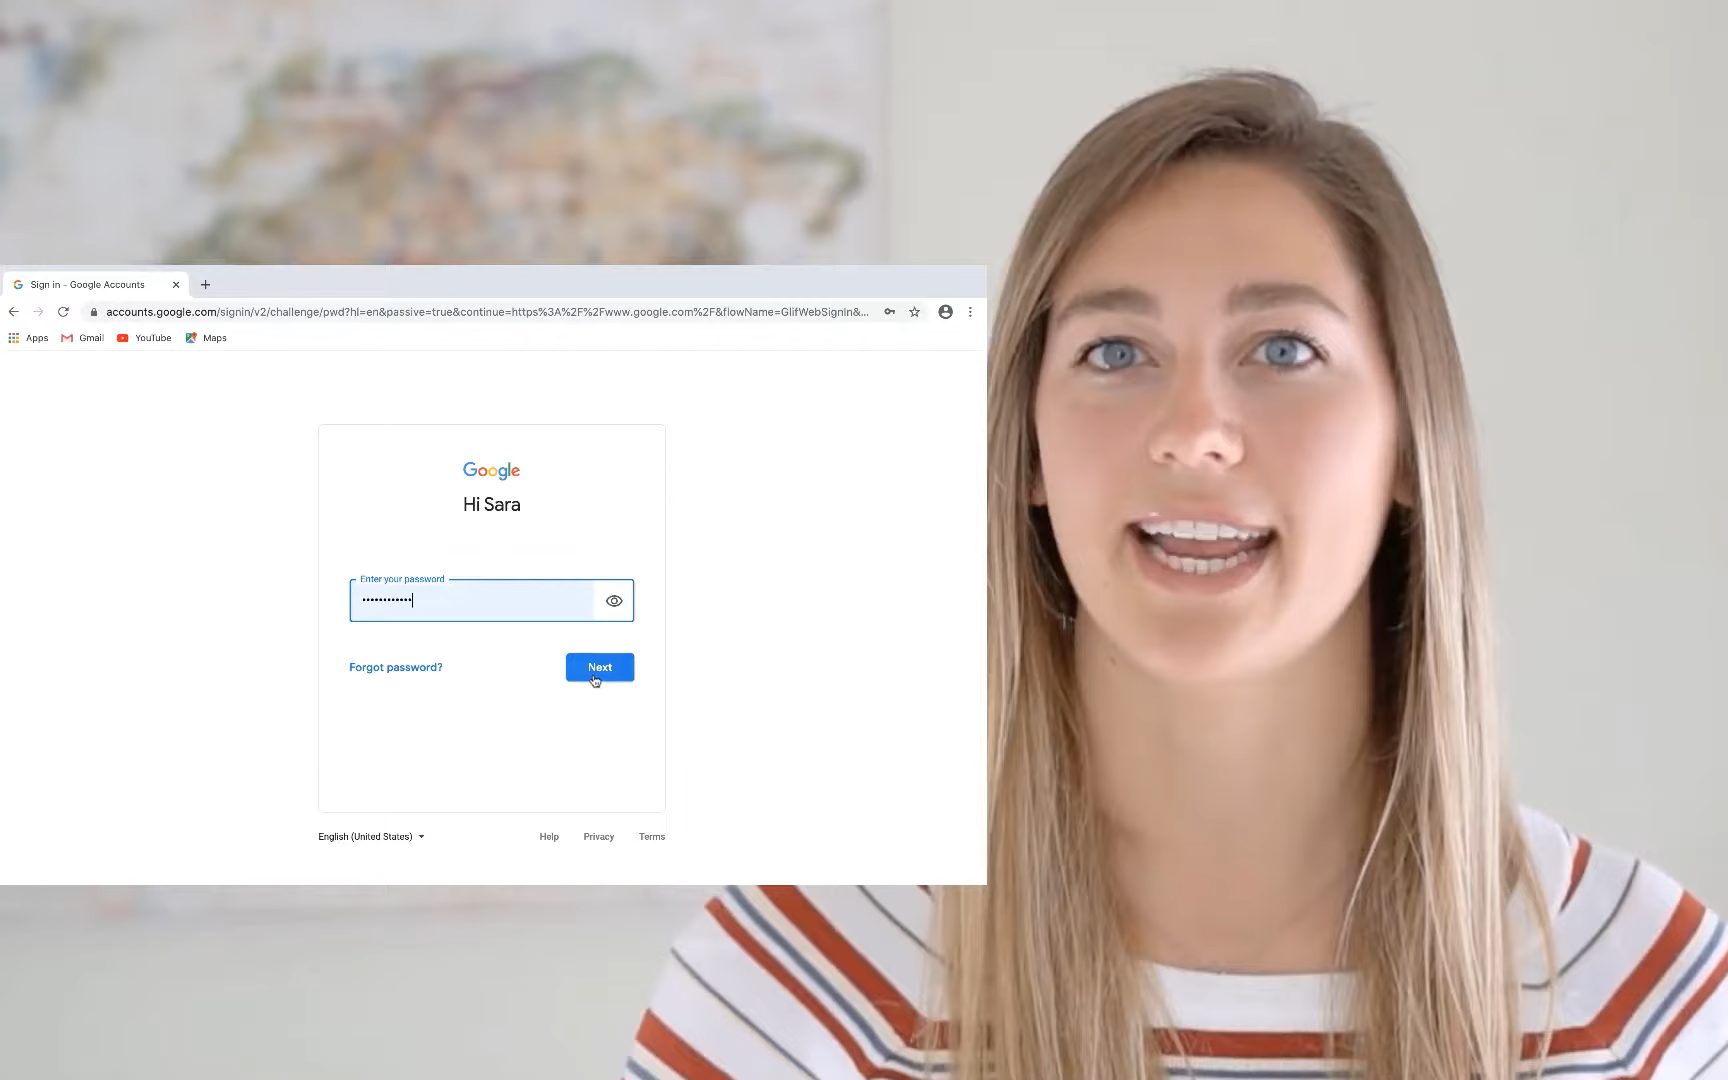 Sign in - Google Accounts
accounts.google.com/signin/v2/challenge/pwd?hl=en&passive=true&continue=https%3A%2F%2Fwww.google.com%2F&flowName=GlifWebSignIn&...
Apps Gmail YouTube Maps
Google
Hi Sara
Enter your password
••••••••••••
Forgot password? Next
English (United States) Help Privacy Terms